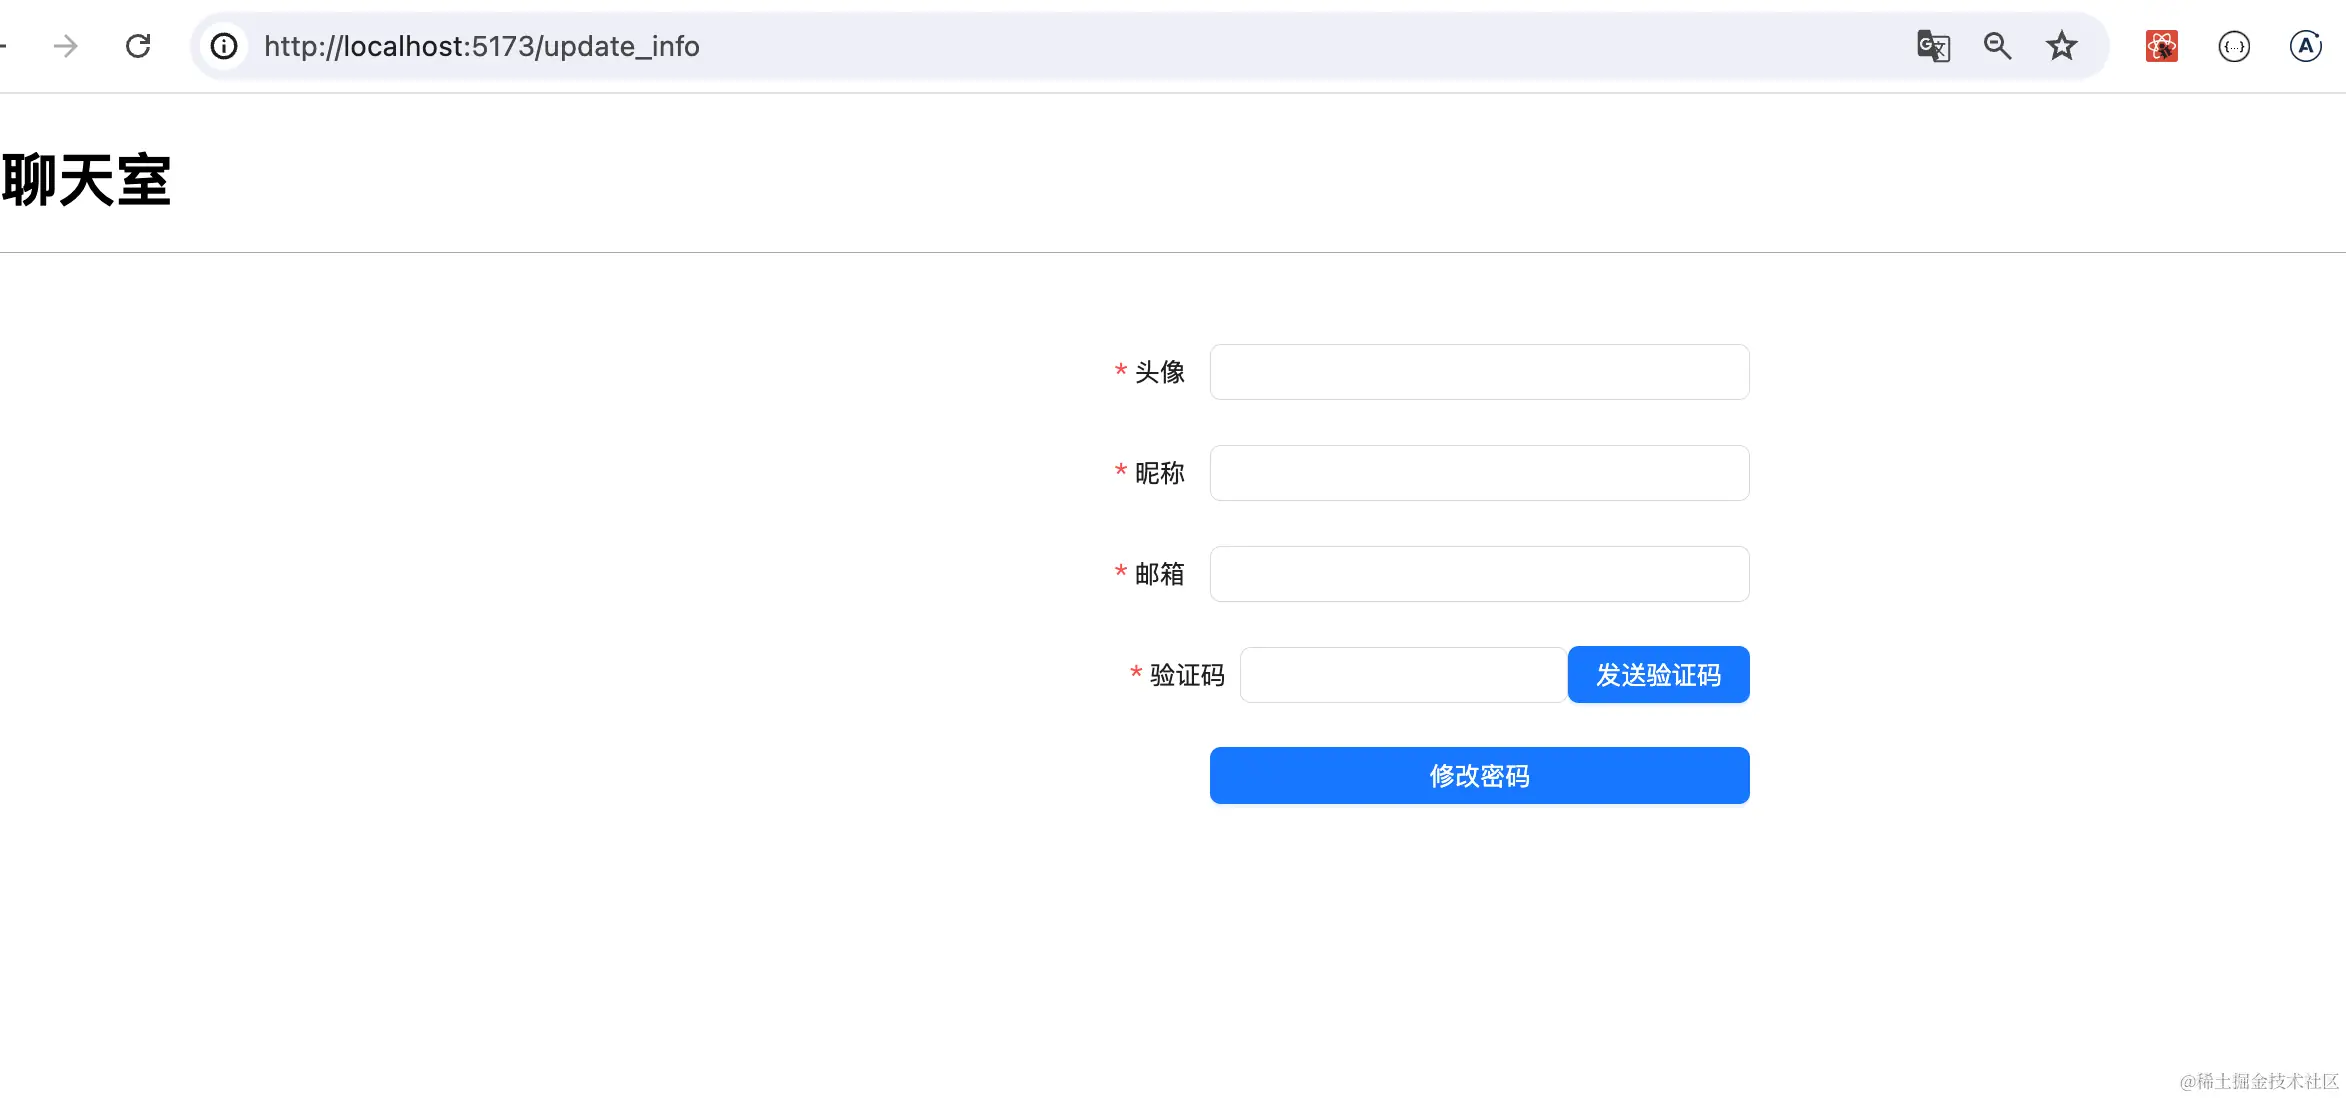 http://localhost:5173/update_info
聊天室
* 头像
* 昵称
* 邮箱
* 验证码 发送验证码
修改密码
@稀土掘金技术社区